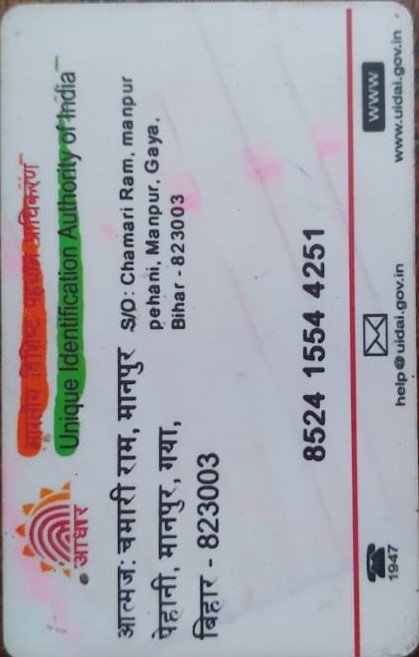 भारतीय विशिष्ट पहचान प्राधिकरण
Unique Identification Authority of India
आधार
आत्मज: चमारी राम, मानपुर
पेहानी, मानपुर, गया,
बिहार - 823003
S/O: Chamari Ram, manpur
pehani, Manpur, Gaya,
Bihar - 823003
8524 1554 4251
1947
help@uidai.gov.in
WWW
www.uidai.gov.in